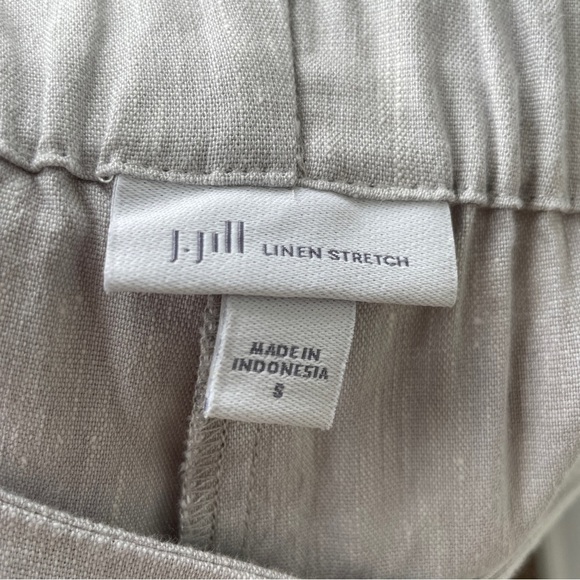 J.Jill LINEN STRETCH
MADE IN
INDONESIA
S